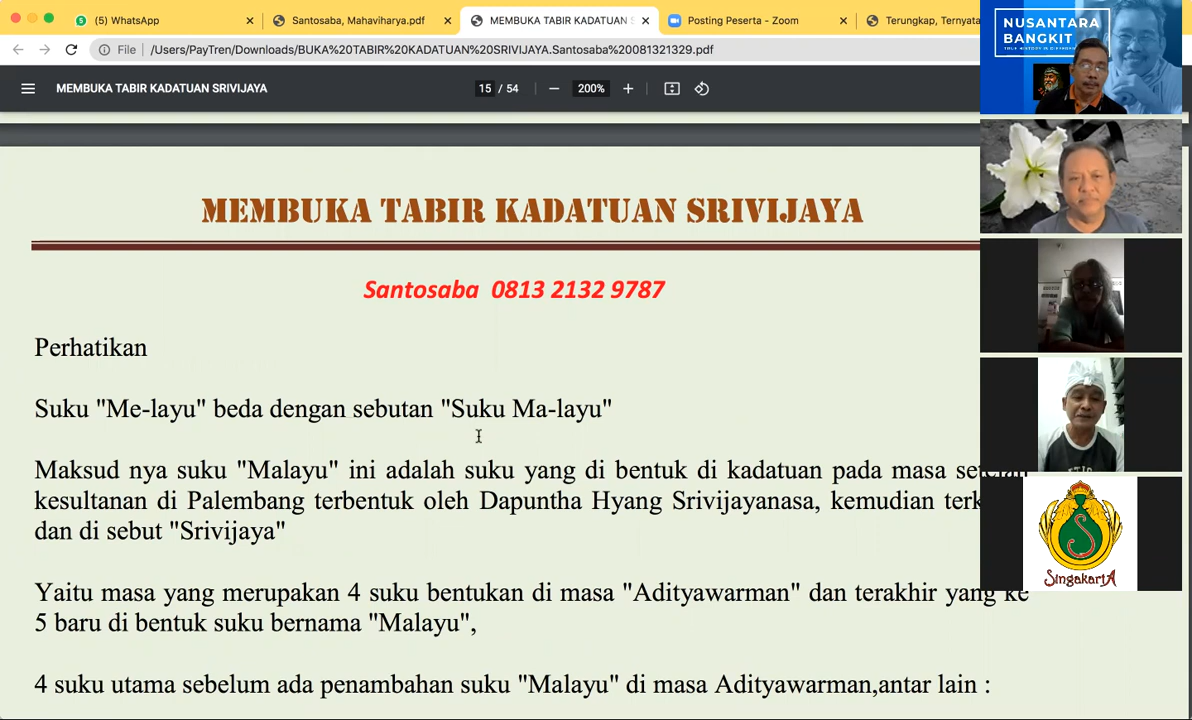 (5) WhatsApp
Santosaba, Mahaviharya.pdf
MEMBUKA TABIR KADATUAN S
Posting Peserta - Zoom
Terungkap, Ternyata
File /Users/PayTren/Downloads/BUKA%20TABIR%20KADATUAN%20SRIVIJAYA.Santosaba%20081321329.pdf
MEMBUKA TABIR KADATUAN SRIVIJAYA
15 / 54
200%
NUSANTARA
BANGKIT
MEMBUKA TABIR KADATUAN SRIVIJAYA
Santosaba 0813 2132 9787
Perhatikan
Suku "Me-layu" beda dengan sebutan "Suku Ma-layu"
Maksud nya suku "Malayu" ini adalah suku yang di bentuk di kadatuan pada masa setelah
kesultanan di Palembang terbentuk oleh Dapuntha Hyang Srivijayanasa, kemudian
dan di sebut "Srivijaya"
Yaitu masa yang merupakan 4 suku bentukan di masa "Adityawarman" dan terakhir yang ke
5 baru di bentuk suku bernama "Malayu",
4 suku utama sebelum ada penambahan suku "Malayu" di masa Adityawarman,antar lain :
SingakartA